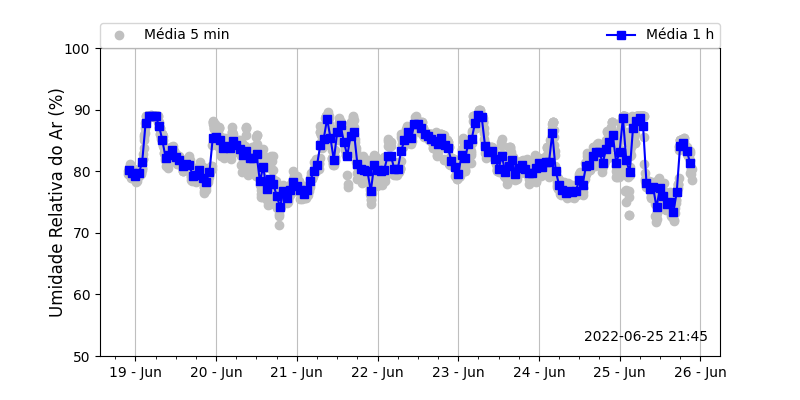 Média 5 min
Média 1 h
100
90
80
70
60
50
Umidade Relativa do Ar (%)
2022-06-25 21:45
19 - Jun
20 - Jun
21 - Jun
22 - Jun
23 - Jun
24 - Jun
25 - Jun
26 - Jun